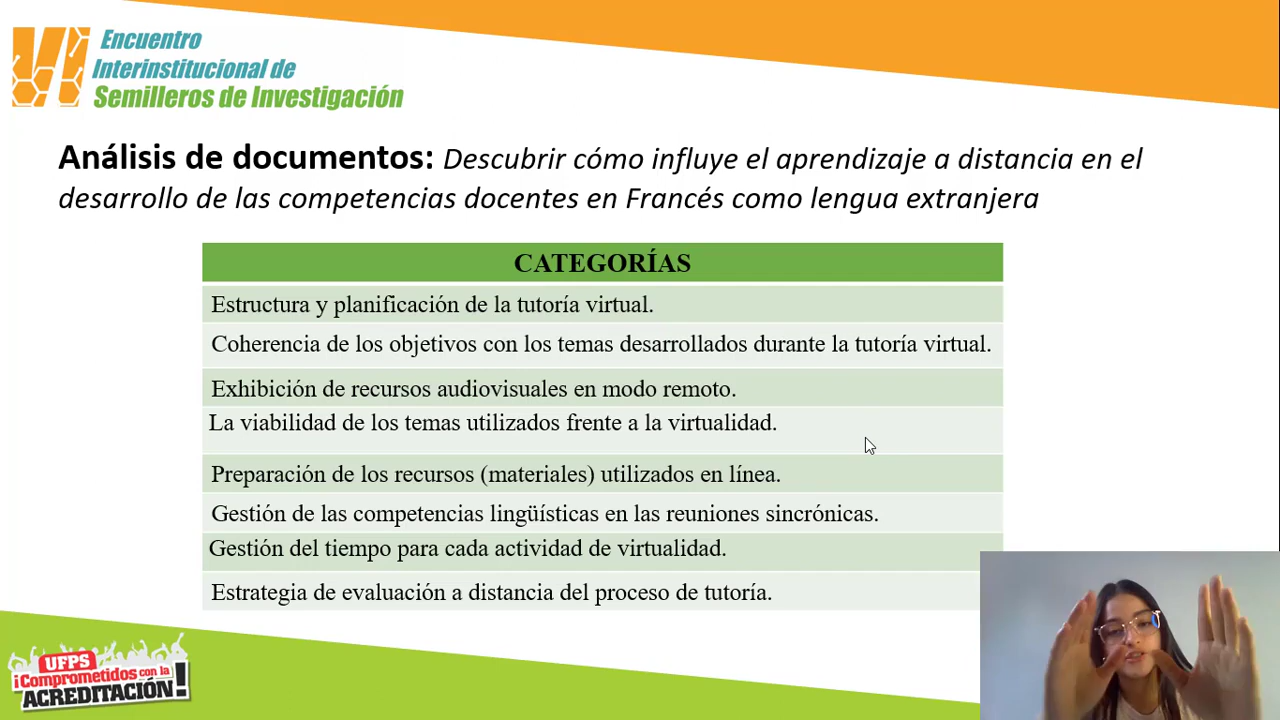 VI
Encuentro
Interinstitucional de
Semilleros de Investigación
Análisis de documentos: Descubrir cómo influye el aprendizaje a distancia en el
desarrollo de las competencias docentes en Francés como lengua extranjera
CATEGORÍAS
Estructura y planificación de la tutoría virtual.
Coherencia de los objetivos con los temas desarrollados durante la tutoría virtual.
Exhibición de recursos audiovisuales en modo remoto.
La viabilidad de los temas utilizados frente a la virtualidad.
Preparación de los recursos (materiales) utilizados en línea.
Gestión de las competencias lingüísticas en las reuniones sincrónicas.
Gestión del tiempo para cada actividad de virtualidad.
Estrategia de evaluación a distancia del proceso de tutoría.
UFPS
¡Comprometidos con la
ACREDITACIÓN!